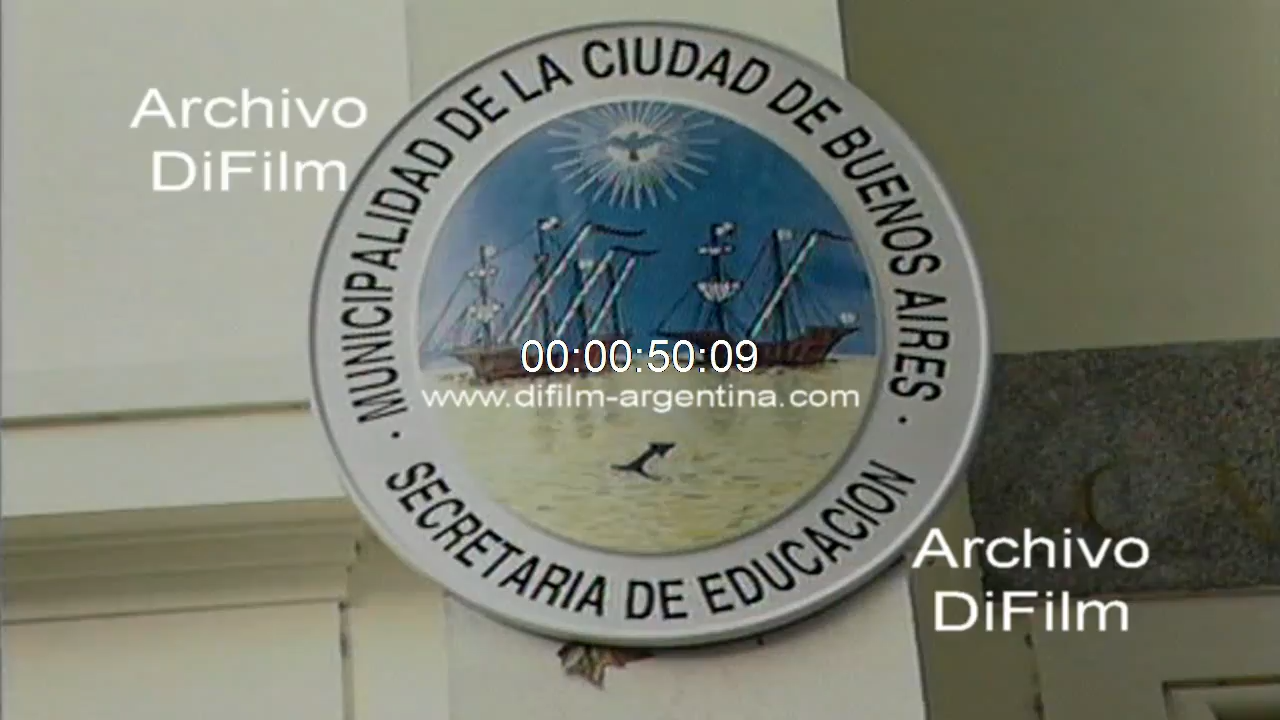 Archivo
DiFilm
MUNICIPALIDAD DE LA CIUDAD DE BUENOS AIRES
00:00:50:09
www.difilm-argentina.com
· SECRETARIA DE EDUCACION ·
Archivo
DiFilm